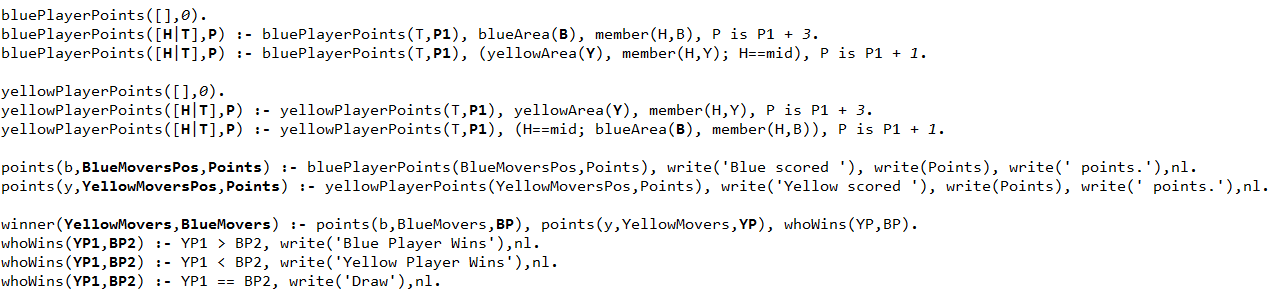 bluePlayerPoints([],0).
bluePlayerPoints([H|T],P) :- bluePlayerPoints(T,P1), blueArea(B), member(H,B), P is P1 + 3.
bluePlayerPoints([H|T],P) :- bluePlayerPoints(T,P1), (yellowArea(Y), member(H,Y); H==mid), P is P1 + 1.
yellowPlayerPoints([],0).
yellowPlayerPoints([H|T],P) :- yellowPlayerPoints(T,P1), yellowArea(Y), member(H,Y), P is P1 + 3.
yellowPlayerPoints([H|T],P) :- yellowPlayerPoints(T,P1), (H==mid; blueArea(B), member(H,B)), P is P1 + 1.
points(b,BlueMoversPos,Points) :- bluePlayerPoints(BlueMoversPos,Points), write('Blue scored '), write(Points), write(' points.'),nl.
points(y,YellowMoversPos,Points) :- yellowPlayerPoints(YellowMoversPos,Points), write('Yellow scored '), write(Points), write(' points.'),nl.
winner(YellowMovers,BlueMovers) :- points(b,BlueMovers,BP), points(y,YellowMovers,YP), whoWins(YP,BP).
whoWins(YP1,BP2) :- YP1 > BP2, write('Blue Player Wins'),nl.
whoWins(YP1,BP2) :- YP1 < BP2, write('Yellow Player Wins'),nl.
whoWins(YP1,BP2) :- YP1 == BP2, write('Draw'),nl.